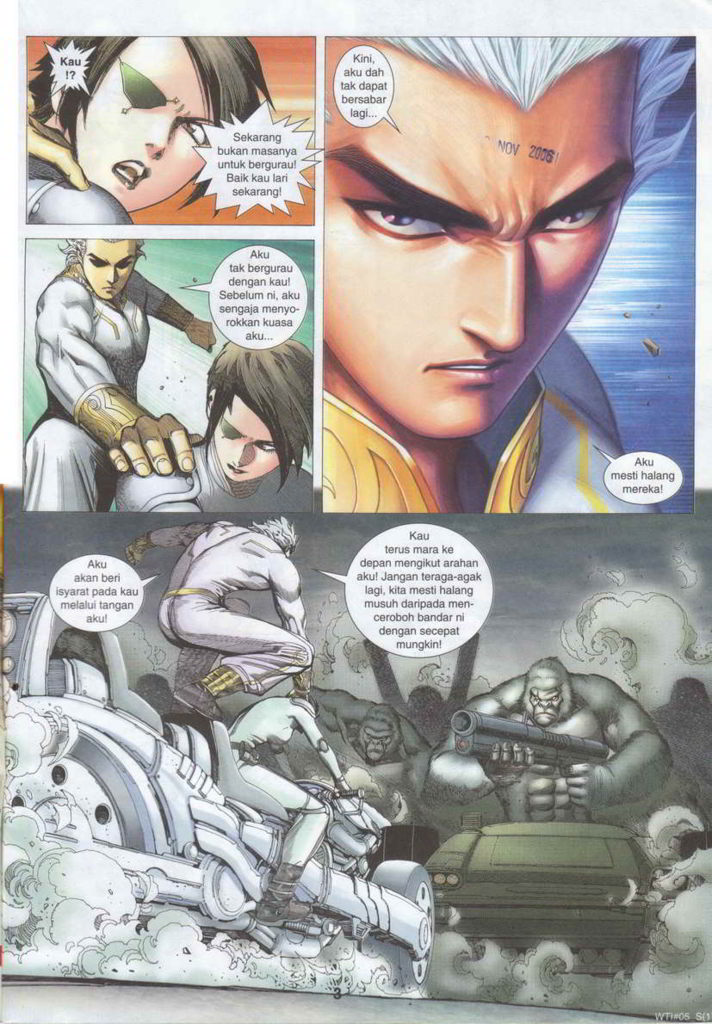 Kau
!?
Sekarang
bukan masanya
untuk bergurau!
Baik kau lari
sekarang!
Kini,
aku dah
tak dapat
bersabar
lagi...
NOV 2006
Aku
tak bergurau
dengan kau!
Sebelum ni, aku
sengaja menyo-
rokkan kuasa
aku...
Aku
mesti halang
mereka!
Aku
akan beri
isyarat pada kau
melalui tangan
aku!
Kau
terus mara ke
depan mengikut arahan
aku! Jangan teraga-agak
lagi, kita mesti halang
musuh daripada men-
ceroboh bandar ni
dengan secepat
mungkin!
3
WTI#05 S(1